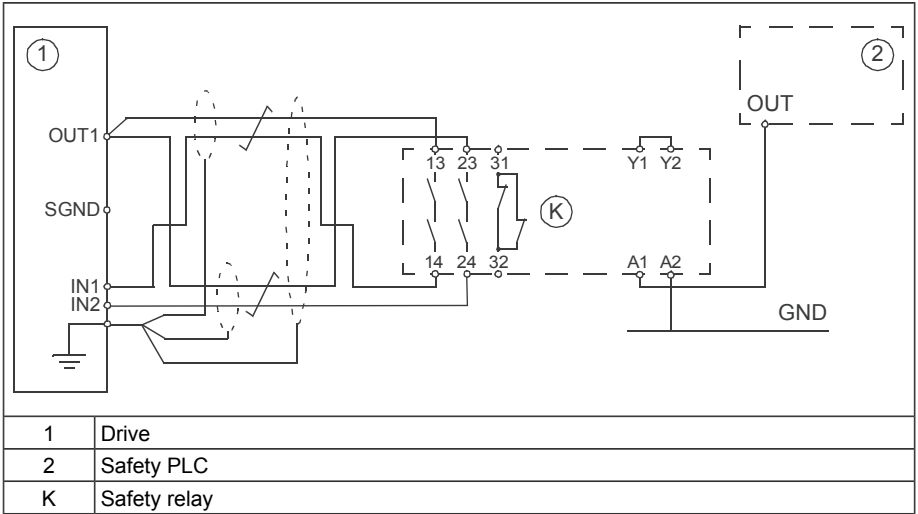 1
2
OUT
OUT1
13 23 31
Y1 Y2
K
SGND
14 24 32
A1 A2
IN1
IN2
GND
1 Drive
2 Safety PLC
K Safety relay